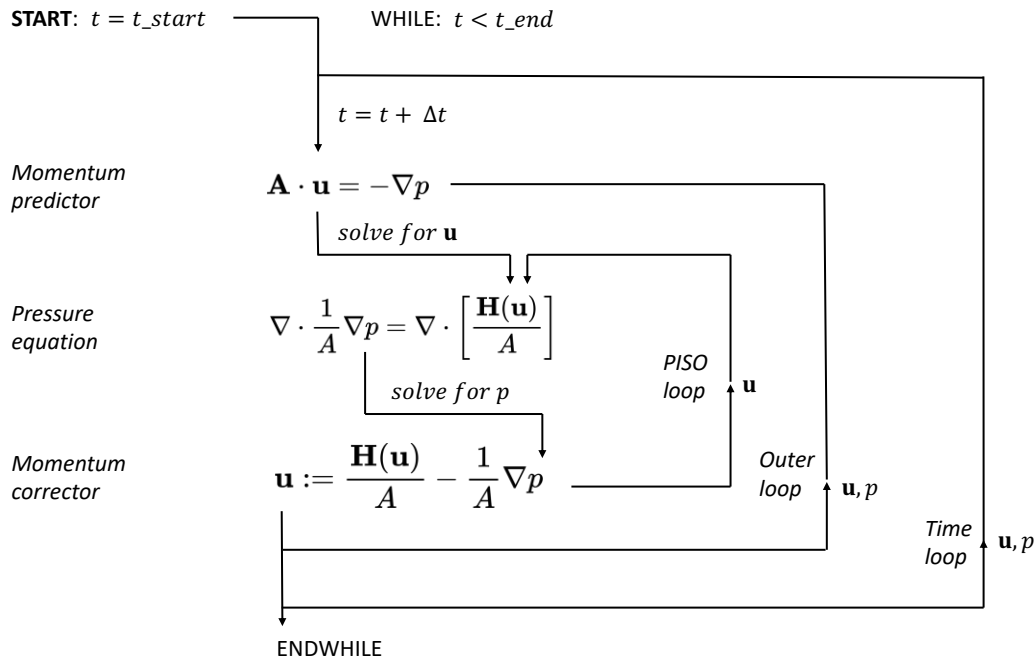 START: t = t_start
WHILE: t < t_end
t = t + Δt
Momentum
predictor
𝐀 · 𝐮 = −∇p
solve for 𝐮
Pressure
equation
∇ · 1/A ∇p = ∇ · [𝐇(𝐮)/A]
PISO
loop
𝐮
solve for p
Momentum
corrector
𝐮 := 𝐇(𝐮)/A − 1/A ∇p
Outer
loop
𝐮, p
Time
loop
𝐮, p
ENDWHILE